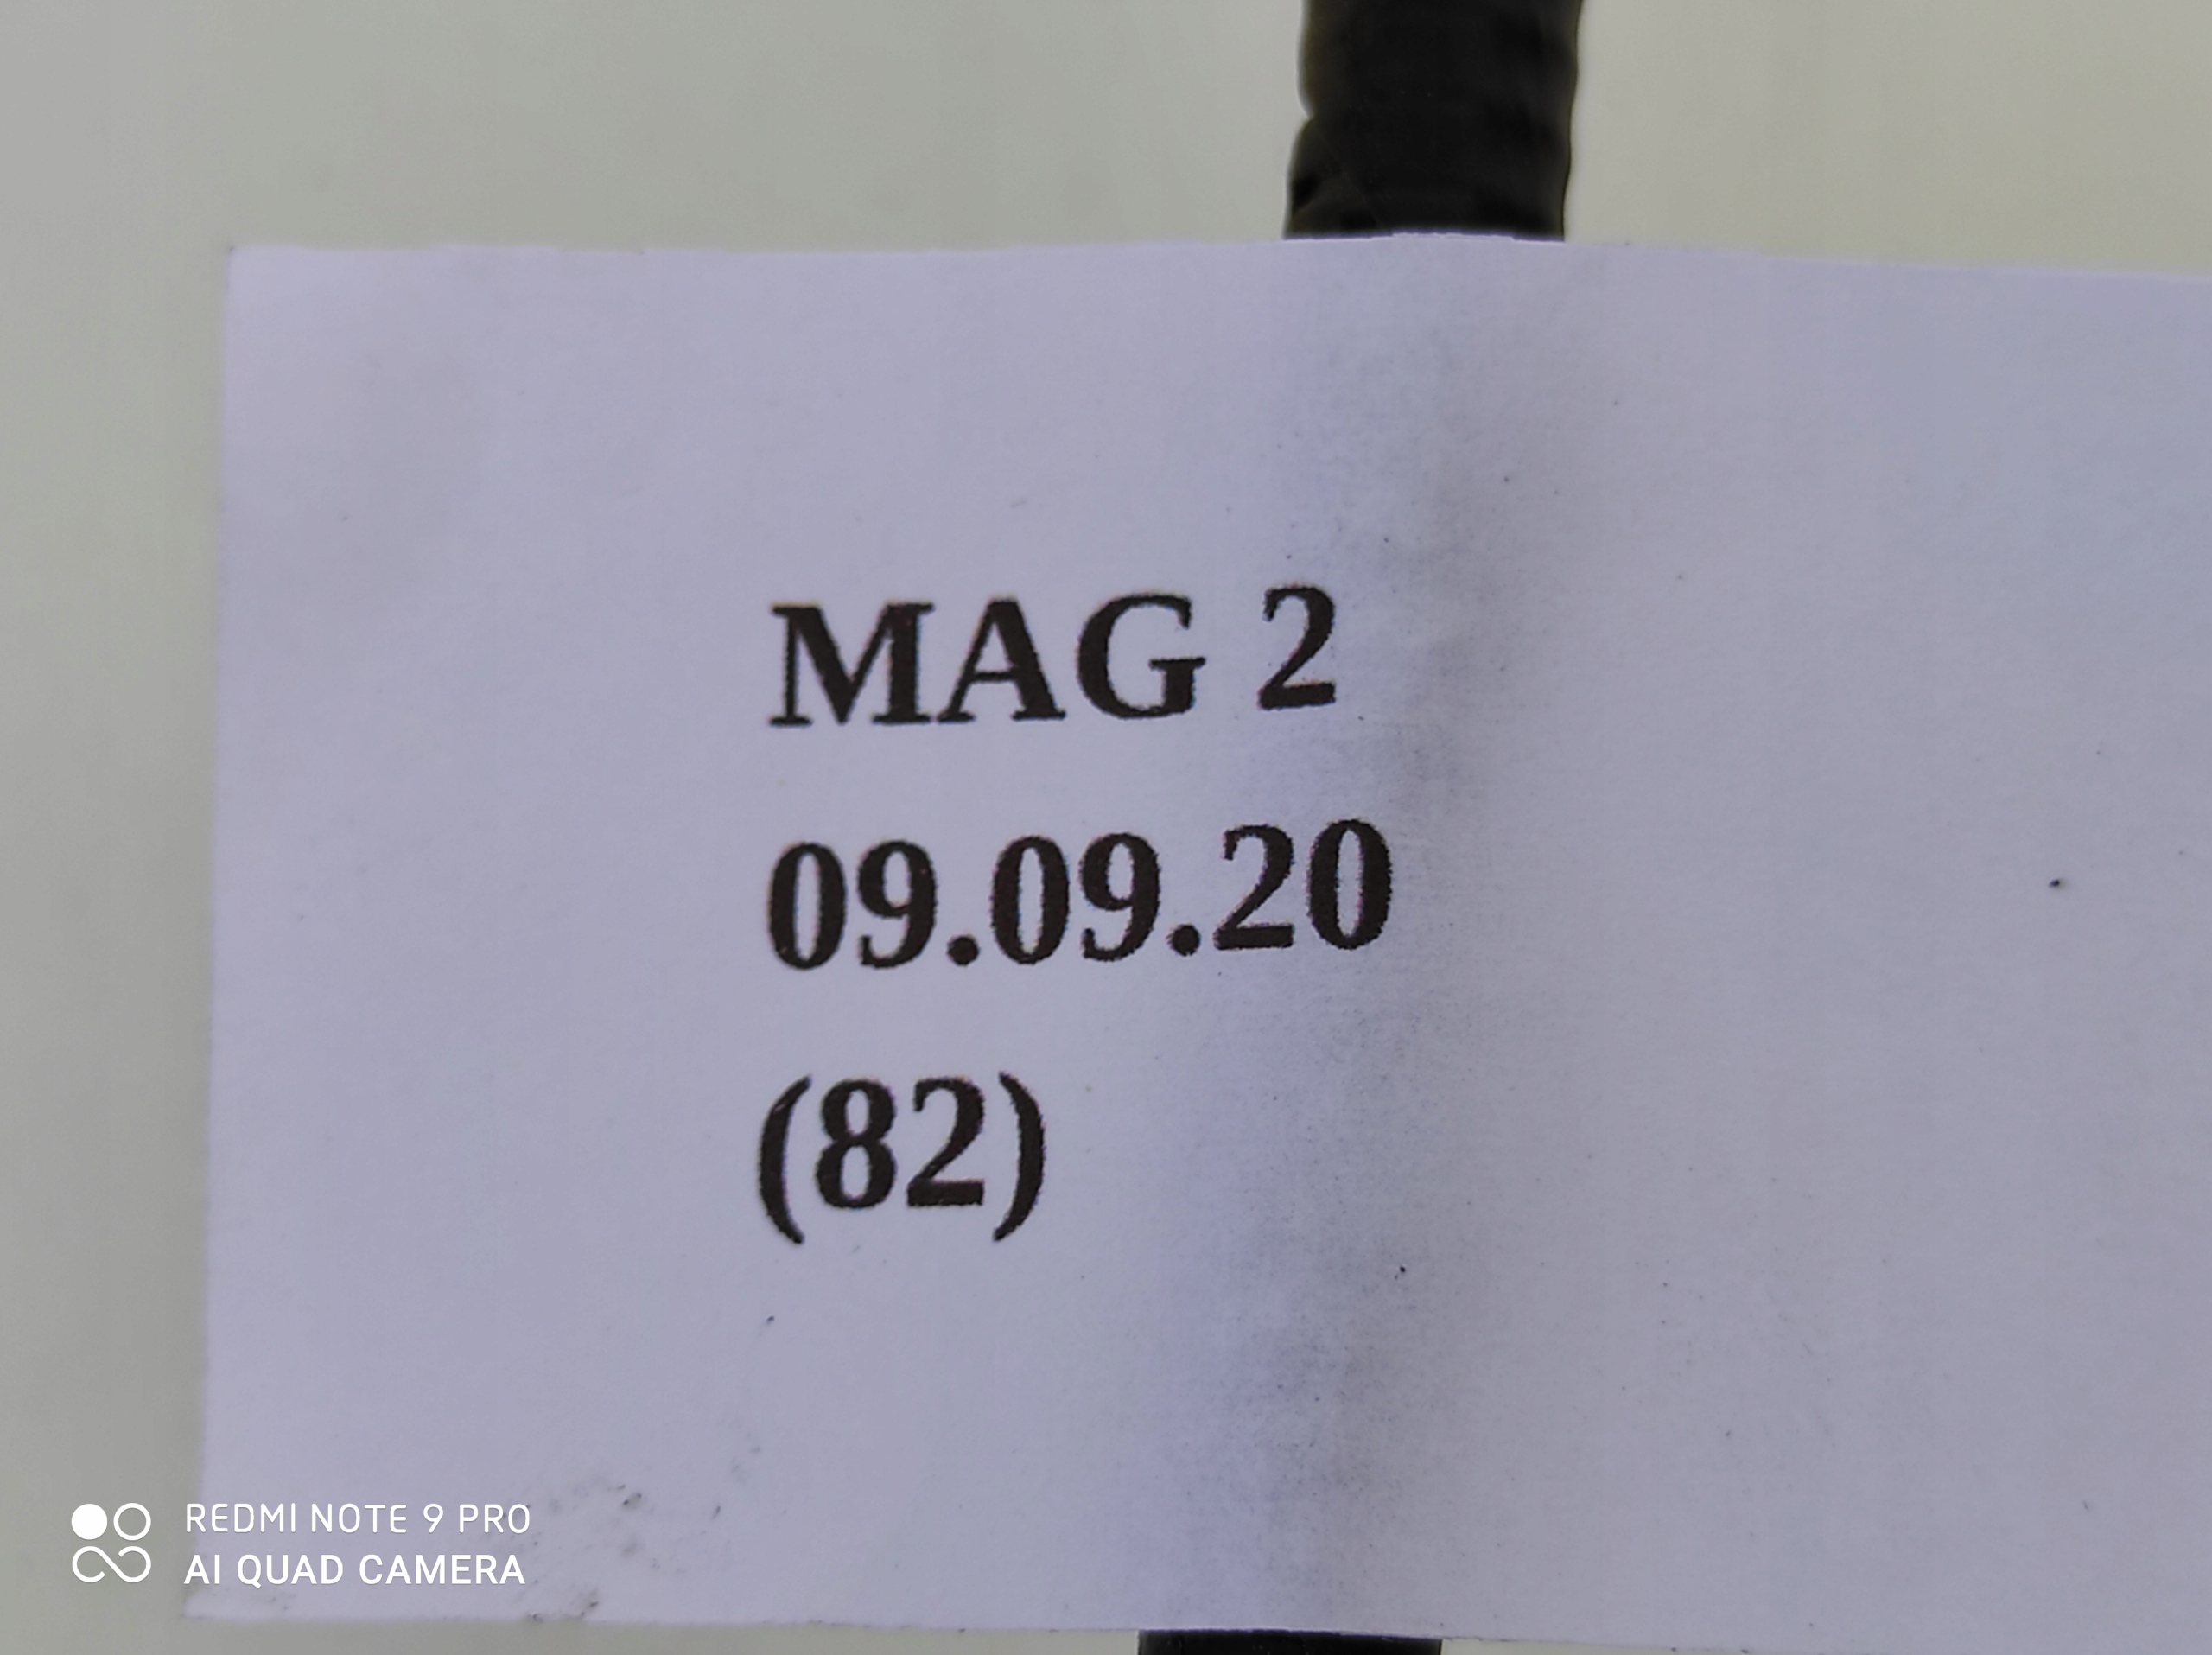 MAG 2
09.09.20
(82)
REDMI NOTE 9 PRO
AI QUAD CAMERA